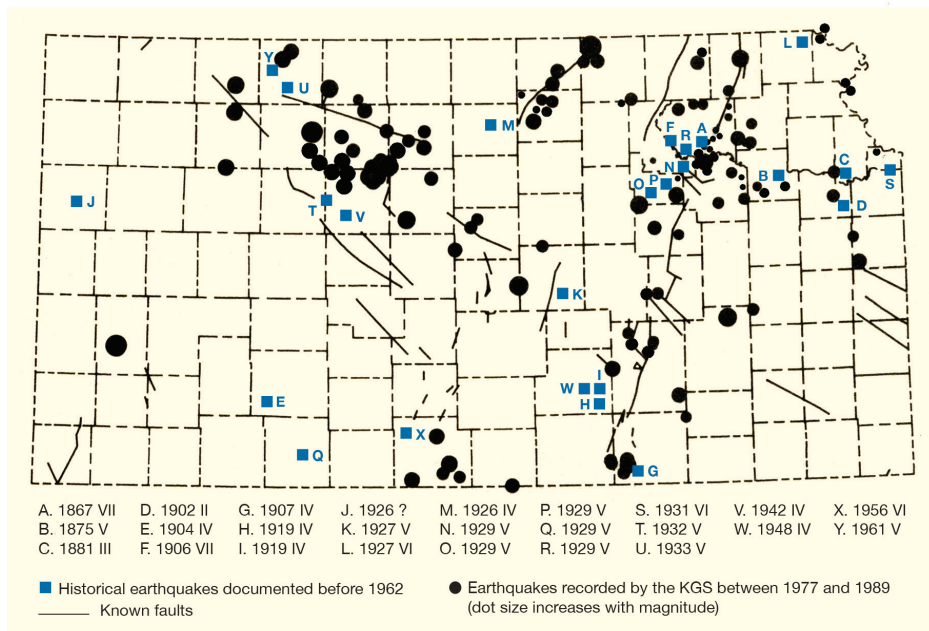 L
Y
U
M
F
R
A
N
B
C
S
O
P
D
J
T
V
K
I
W
H
E
X
Q
G
A. 1867 VII D. 1902 II G. 1907 IV J. 1926 ? M. 1926 IV P. 1929 V S. 1931 VI V. 1942 IV X. 1956 VI
B. 1875 V E. 1904 IV H. 1919 IV K. 1927 V N. 1929 V Q. 1929 V T. 1932 V W. 1948 IV Y. 1961 V
C. 1881 III F. 1906 VII I. 1919 IV L. 1927 VI O. 1929 V R. 1929 V U. 1933 V
Historical earthquakes documented before 1962
Known faults
Earthquakes recorded by the KGS between 1977 and 1989
(dot size increases with magnitude)